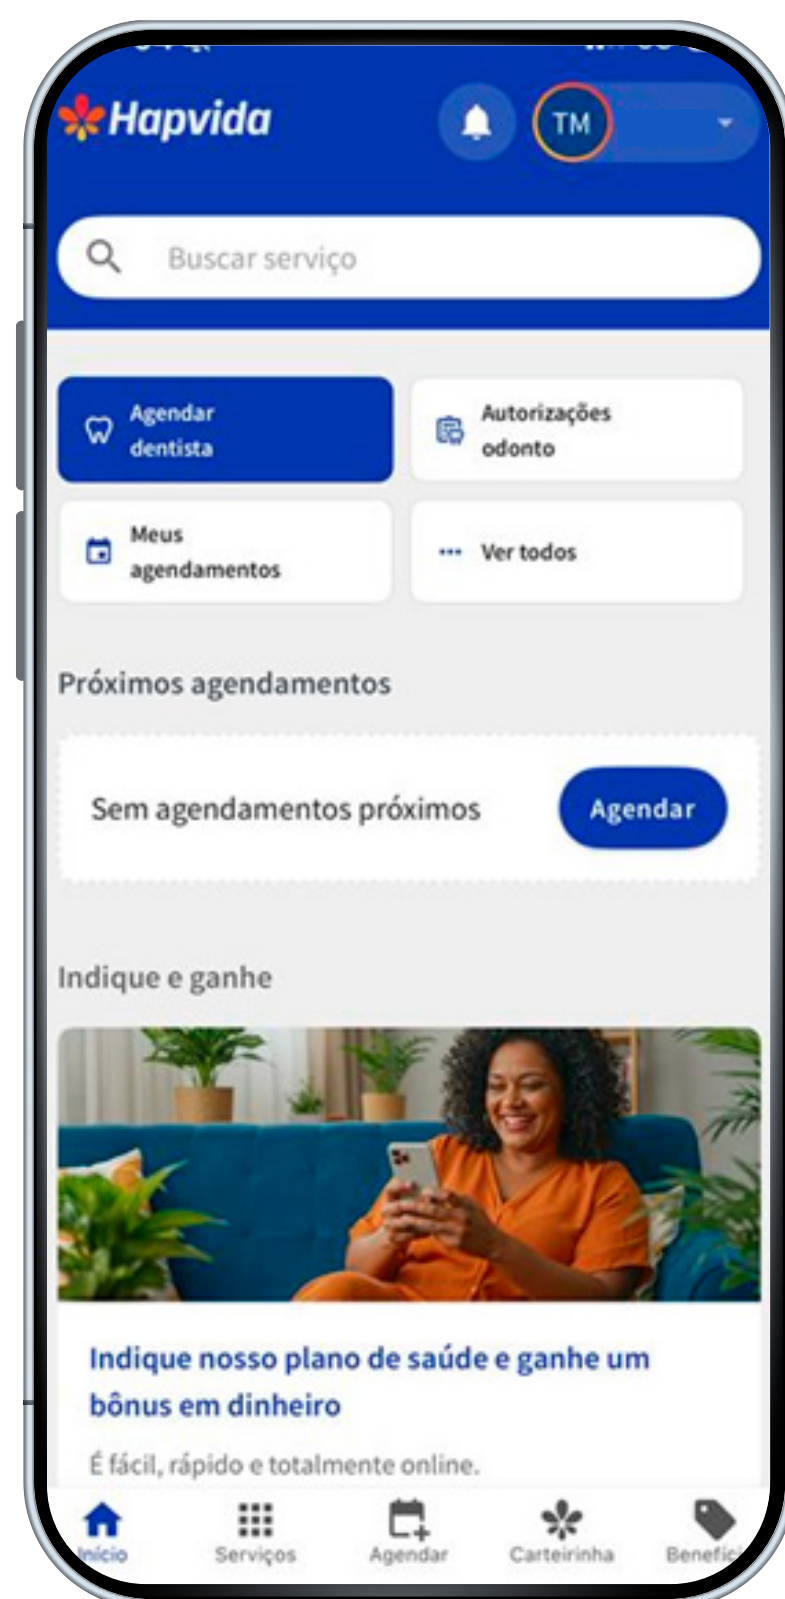 Hapvida
TM
Buscar serviço
Agendar
dentista
Autorizações
odonto
Meus
agendamentos
Ver todos
Próximos agendamentos
Sem agendamentos próximos
Agendar
Indique e ganhe
Indique nosso plano de saúde e ganhe um
bônus em dinheiro
É fácil, rápido e totalmente online.
Início
Serviços
Agendar
Carteirinha